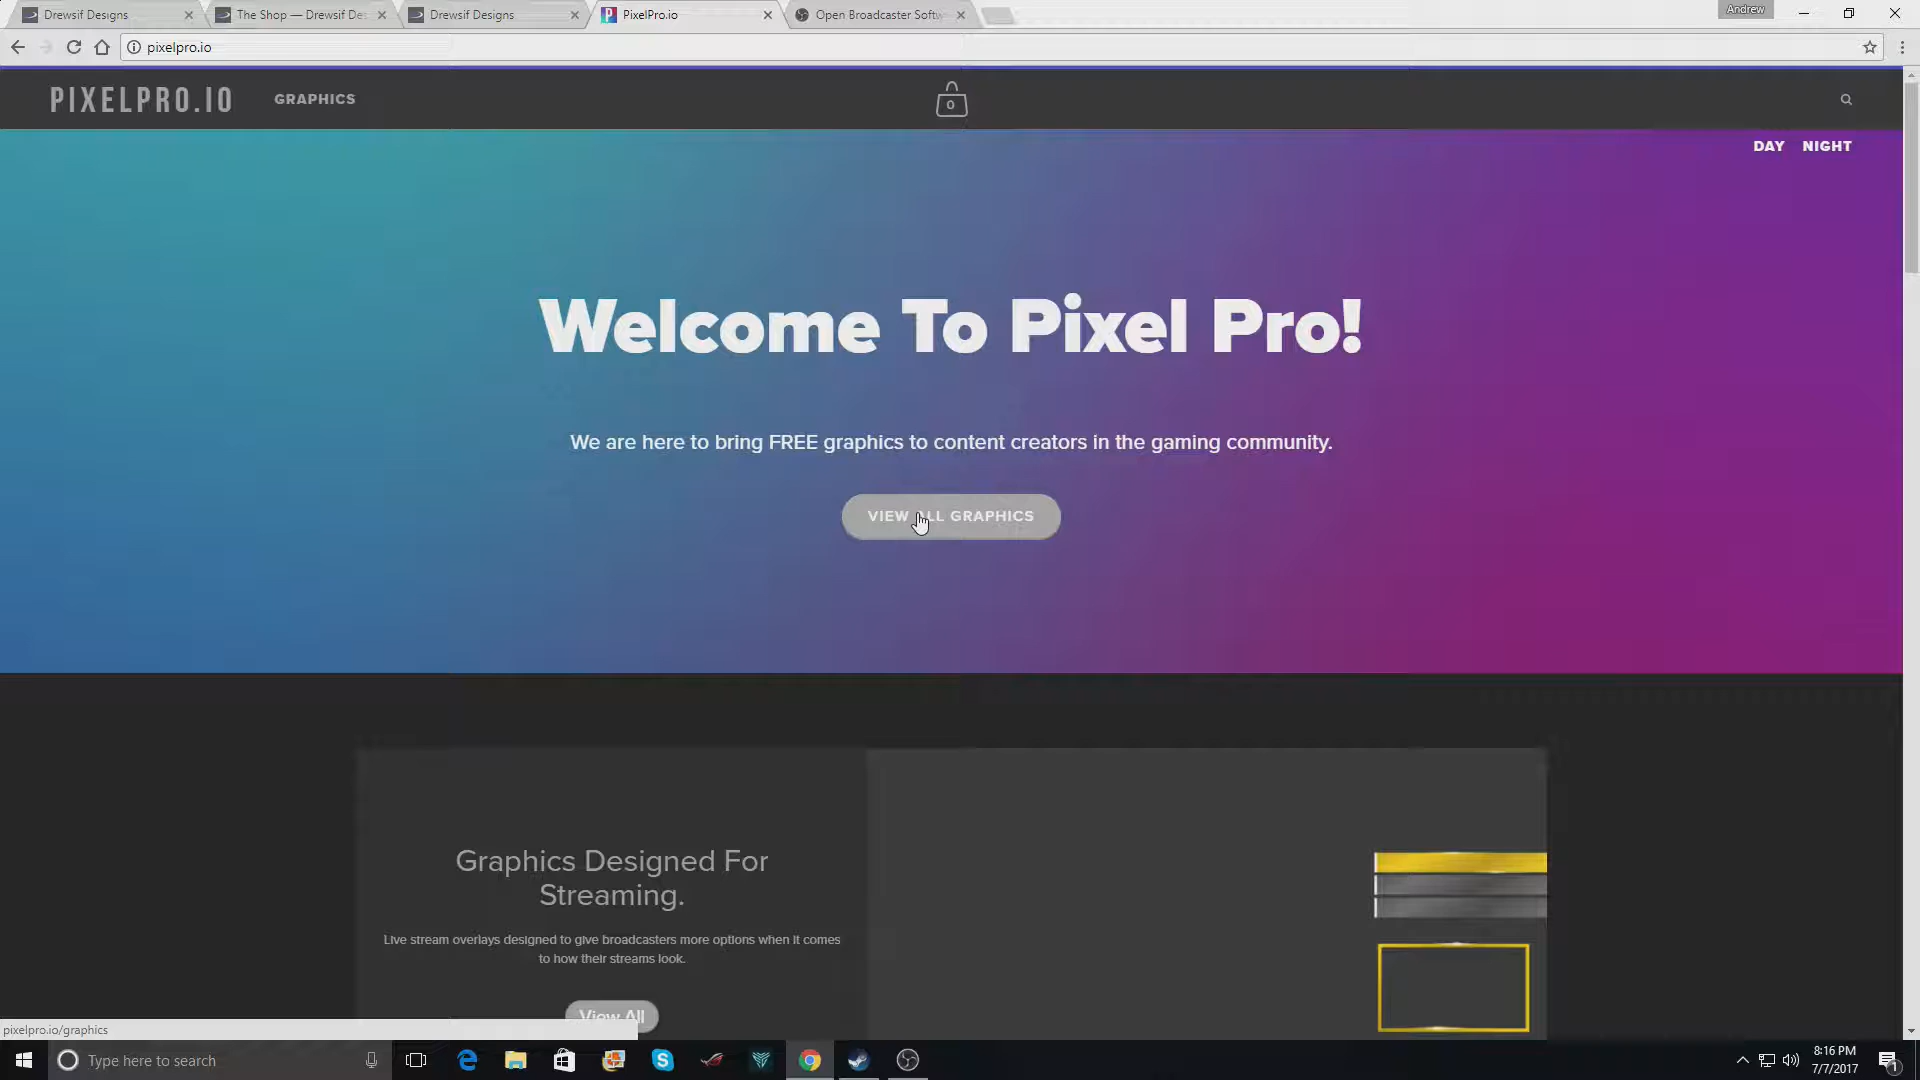 Drewsif Designs
The Shop — Drewsif De
Drewsif Designs
PixelPro.io
Open Broadcaster Softw
Andrew
pixelpro.io
PIXELPRO.IO
GRAPHICS
0
DAY NIGHT
Welcome To Pixel Pro!
We are here to bring FREE graphics to content creators in the gaming community.
VIEW ALL GRAPHICS
Graphics Designed For
Streaming.
Live stream overlays designed to give broadcasters more options when it comes
to how their streams look.
View All
pixelpro.io/graphics
Type here to search
8:16 PM
7/7/2017
1